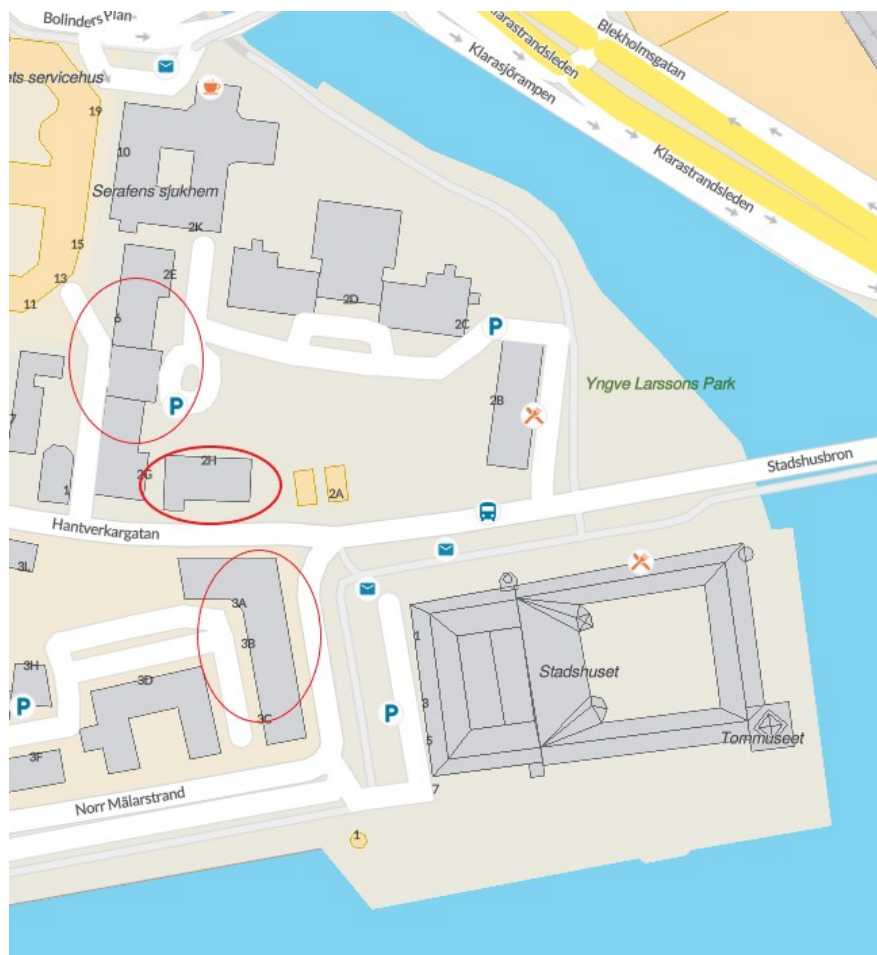 Bolinders Plan
Blekholmsgatan
Klarastrandsleden
Klarasjörampen
ets servicehus
19
10
Klarastrandsleden
Serafens sjukhem
2K
15
2E
13
11
6
2D
2C
P
Yngve Larssons Park
2B
P
7
2H
Stadshusbron
2G
1
2A
Hantverkargatan
3L
3A
1
3B
Stadshuset
3H
3D
P
3
P
3C
5
Tornmuseet
3F
7
Norr Mälarstrand
1